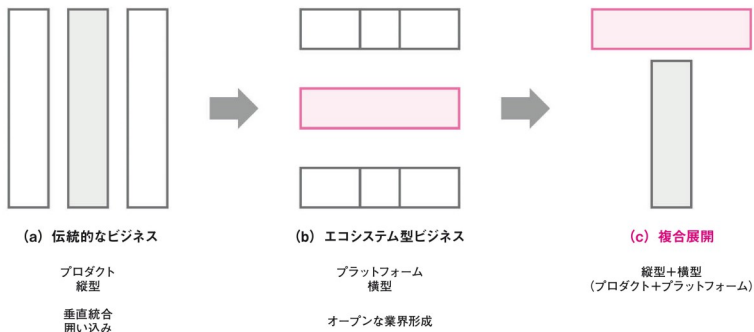 (a) 伝統的なビジネス
プロダクト
縦型
垂直統合
囲い込み
(b) エコシステム型ビジネス
プラットフォーム
横型
オープンな業界形成
(c) 複合展開
縦型＋横型
(プロダクト＋プラットフォーム)